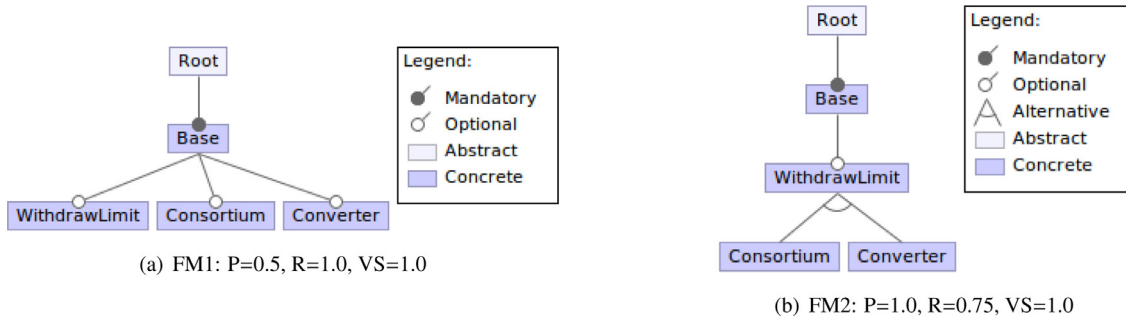 Root
Base
WithdrawLimit
Consortium
Converter
Legend:
Mandatory
Optional
Abstract
Concrete
(a) FM1: P=0.5, R=1.0, VS=1.0
Root
Base
WithdrawLimit
Consortium
Converter
Legend:
Mandatory
Optional
Alternative
Abstract
Concrete
(b) FM2: P=1.0, R=0.75, VS=1.0